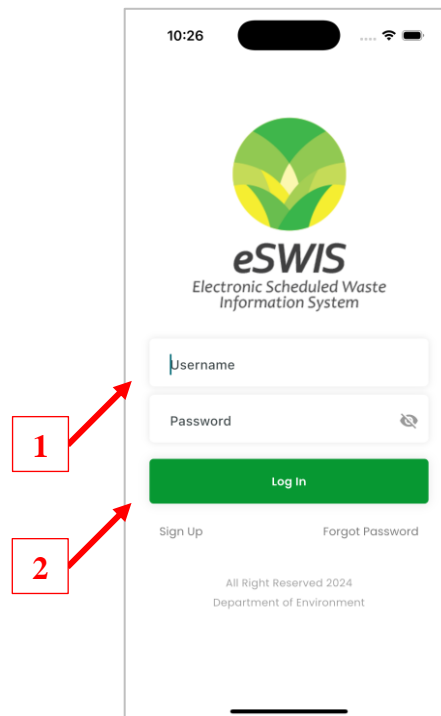 10:26
eSWIS
Electronic Scheduled Waste
Information System
Username
Password
1
Log In
Sign Up
Forgot Password
2
All Right Reserved 2024
Department of Environment